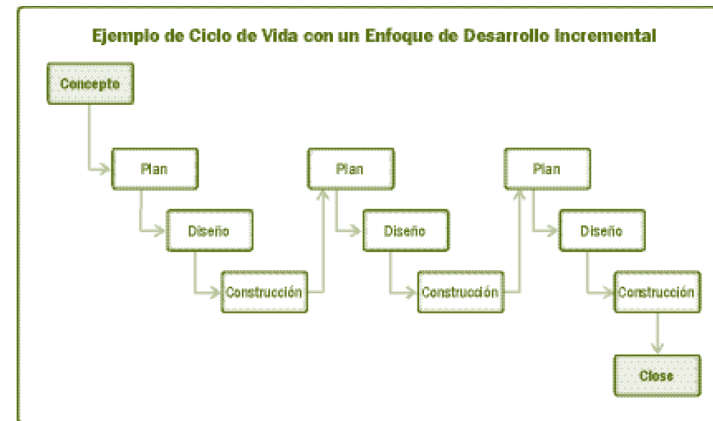 Ejemplo de Ciclo de Vida con un Enfoque de Desarrollo Incremental
Concepto
Plan
Plan
Plan
Diseño
Diseño
Diseño
Construcción
Construcción
Construcción
Close